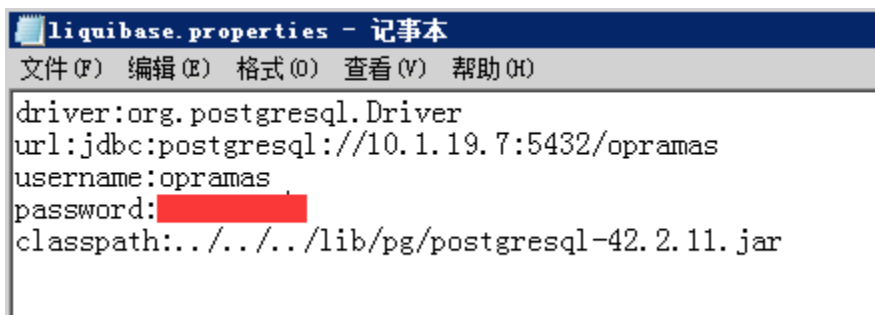 liquibase.properties - 记事本
文件(F) 编辑(E) 格式(O) 查看(V) 帮助(H)
driver:org.postgresql.Driver
url:jdbc:postgresql://10.1.19.7:5432/opramas
username:opramas
password:
classpath:../../../lib/pg/postgresql-42.2.11.jar